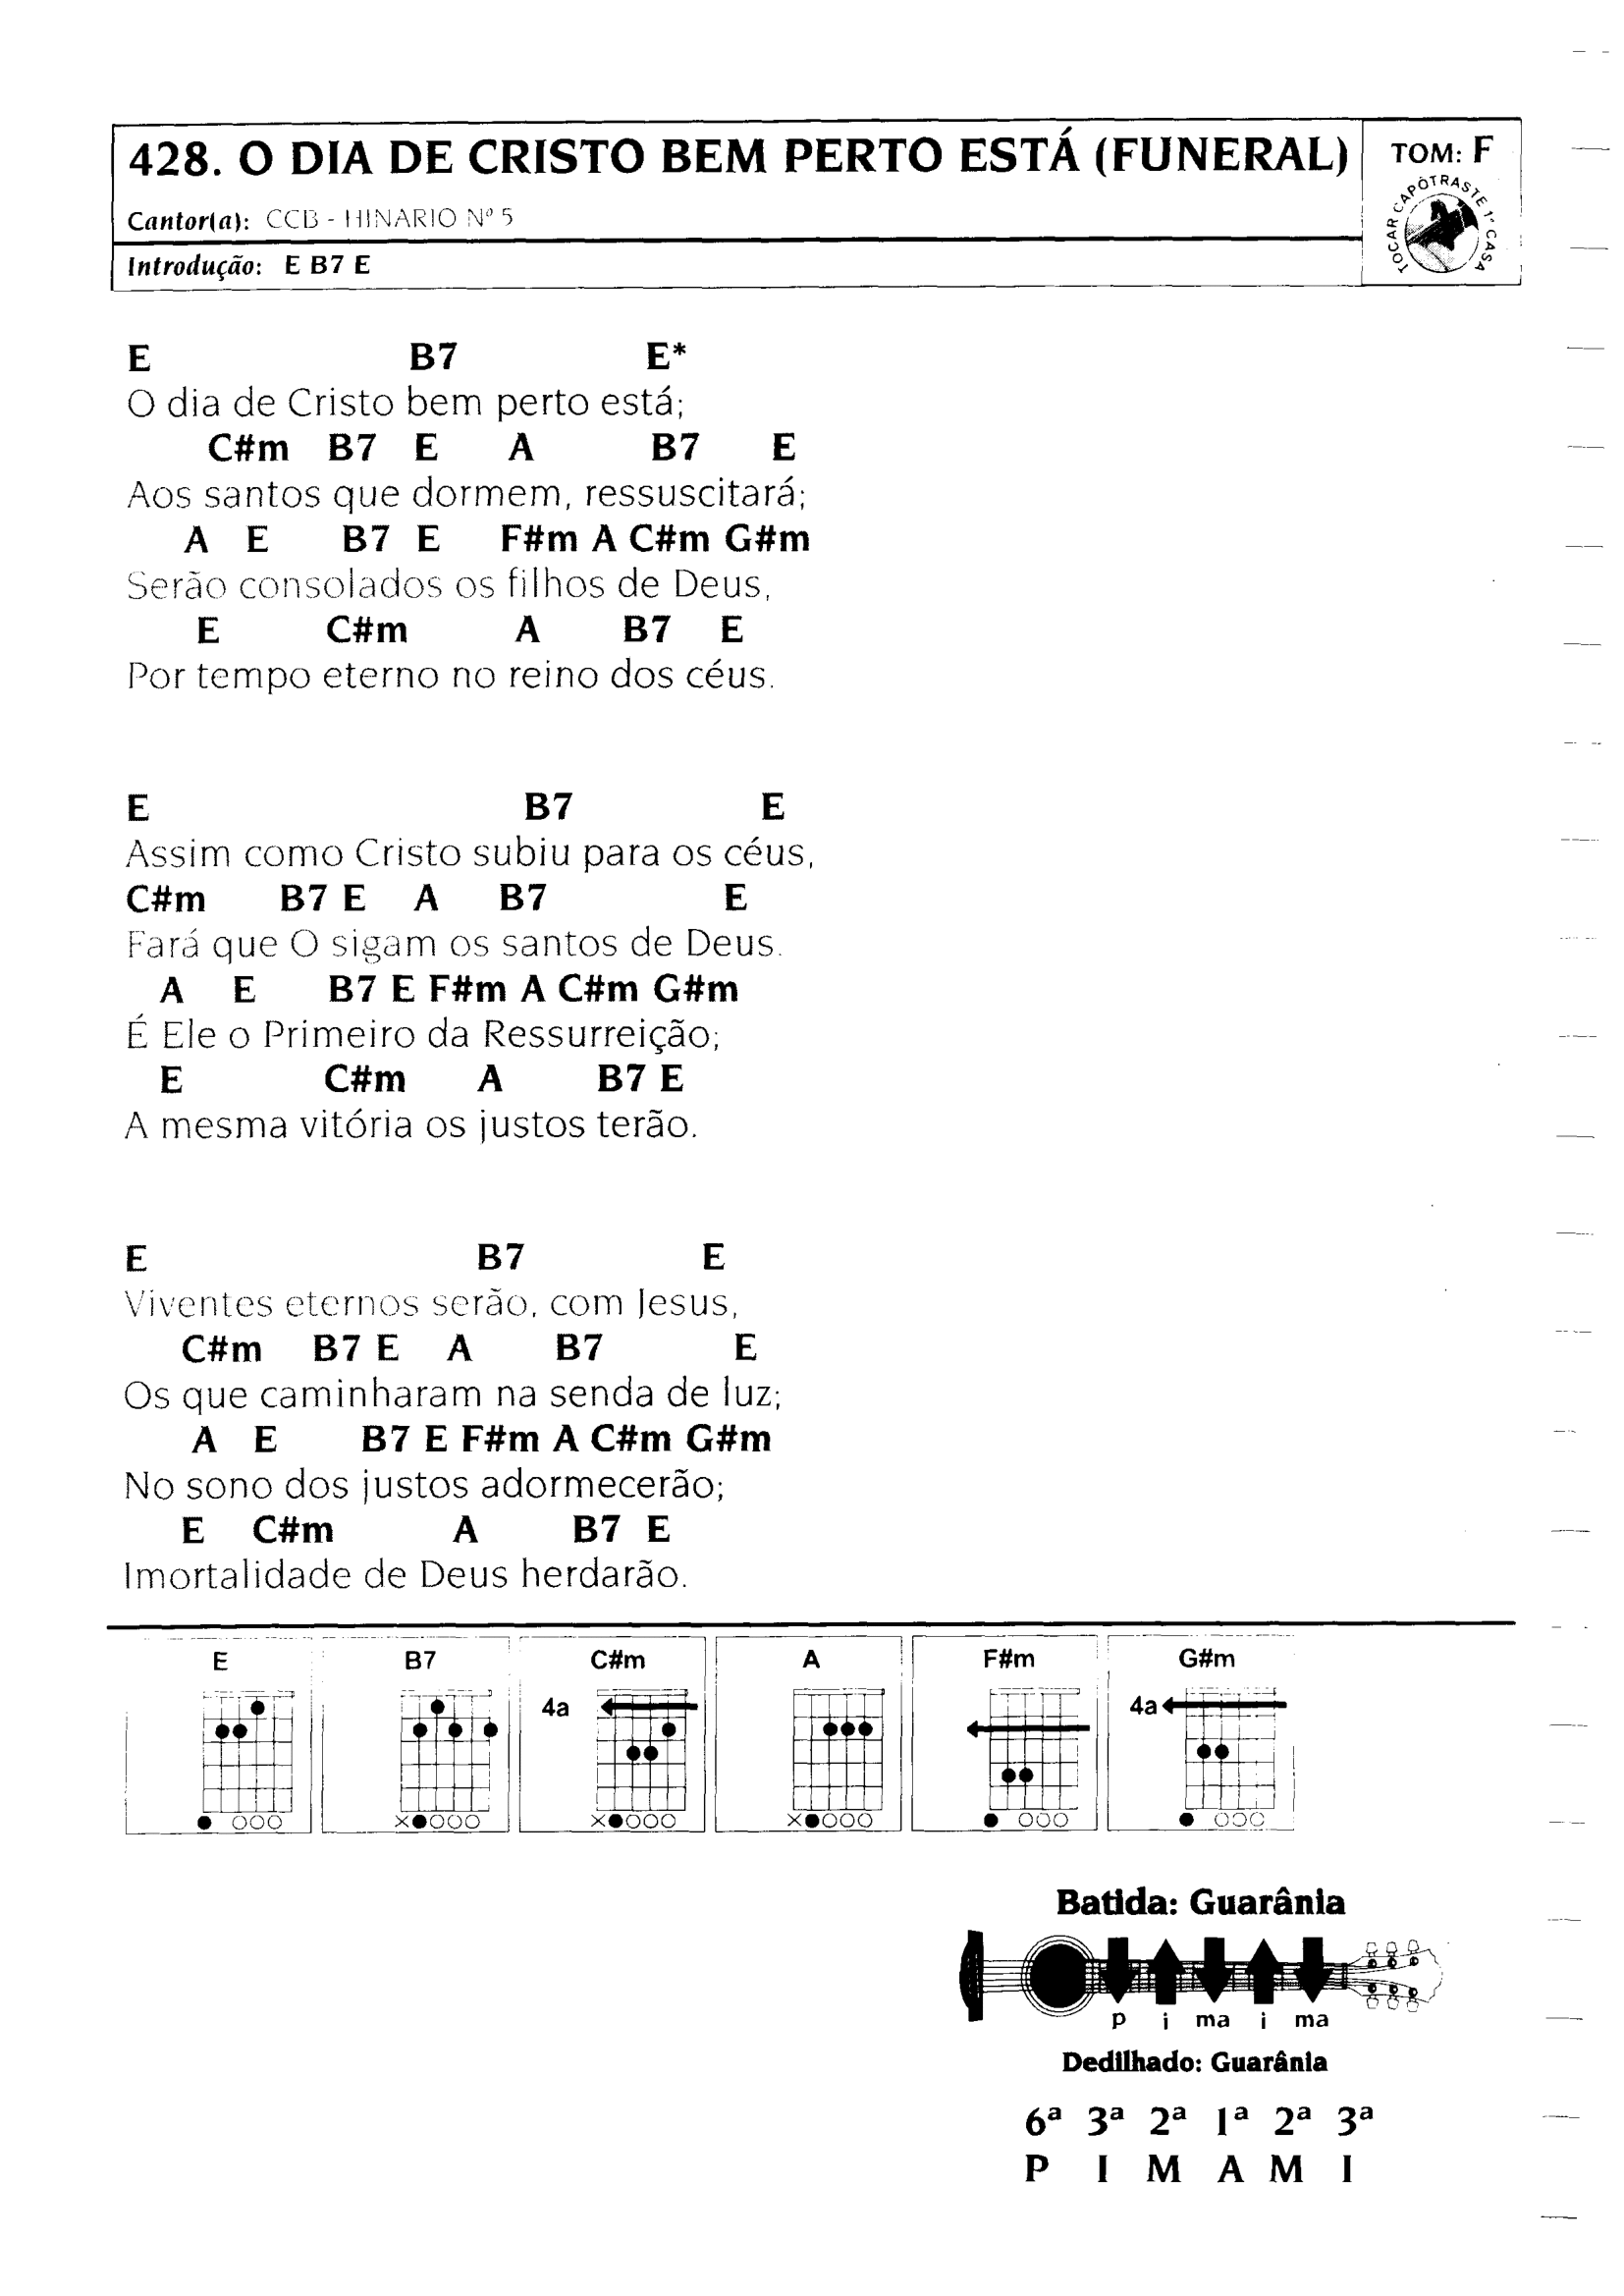 428. O DIA DE CRISTO BEM PERTO ESTÁ (FUNERAL)
TOM: F
TOCAR CAPÔTRASTE 1ª CASA
Cantor(a): CCB - HINARIO Nº 5
Introdução: E B7 E
E B7 E*
O dia de Cristo bem perto está;
C#m B7 E A B7 E
Aos santos que dormem, ressuscitará;
A E B7 E F#m A C#m G#m
Serão consolados os filhos de Deus,
E C#m A B7 E
Por tempo eterno no reino dos céus.
E B7 E
Assim como Cristo subiu para os céus,
C#m B7 E A B7 E
Fará que O sigam os santos de Deus.
A E B7 E F#m A C#m G#m
É Ele o Primeiro da Ressurreição;
E C#m A B7 E
A mesma vitória os justos terão.
E B7 E
Viventes eternos serão, com Jesus,
C#m B7 E A B7 E
Os que caminharam na senda de luz;
A E B7 E F#m A C#m G#m
No sono dos justos adormecerão;
E C#m A B7 E
Imortalidade de Deus herdarão.
E B7 C#m A F#m G#m
4a 4a
Batida: Guarânia
p i ma i ma
Dedilhado: Guarânia
6ª 3ª 2ª 1ª 2ª 3ª
P I M A M I